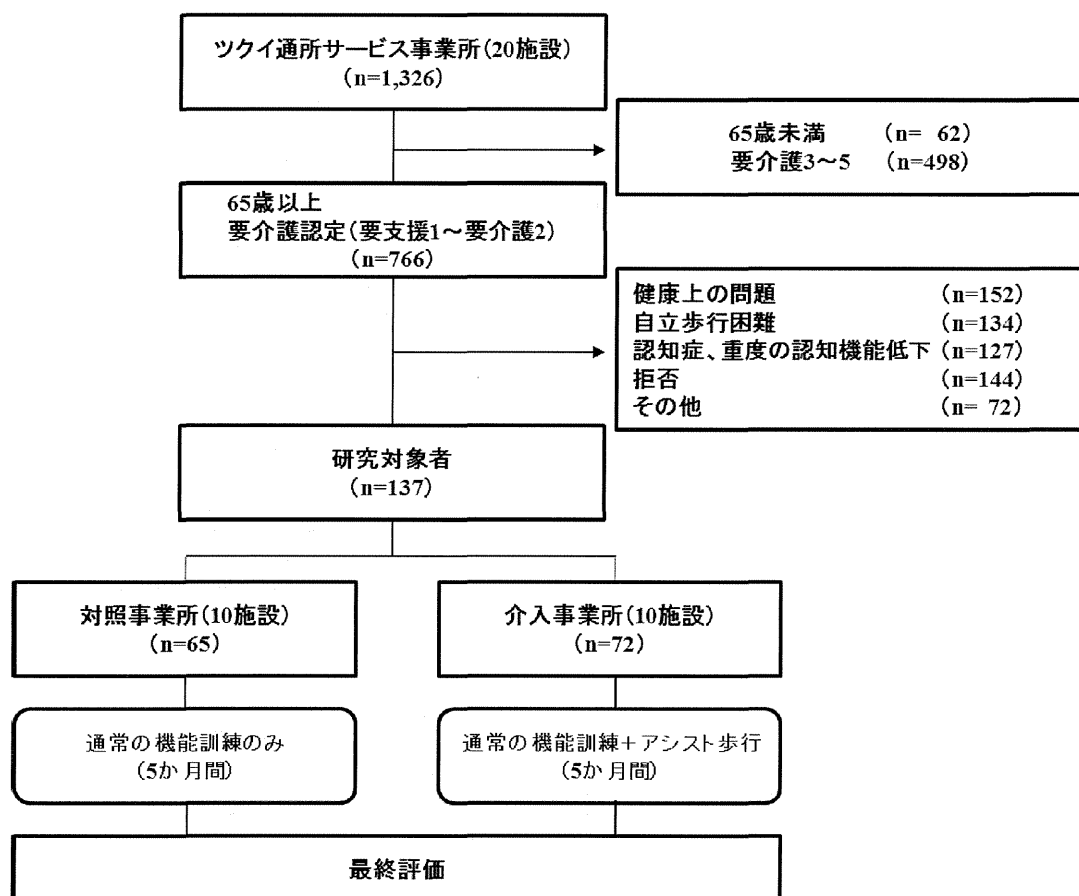 ツクイ通所サービス事業所(20施設)
(n=1,326)
65歳未満 (n= 62)
要介護3～5 (n=498)
65歳以上
要介護認定(要支援1～要介護2)
(n=766)
健康上の問題 (n=152)
自立歩行困難 (n=134)
認知症、重度の認知機能低下 (n=127)
拒否 (n=144)
その他 (n= 72)
研究対象者
(n=137)
対照事業所(10施設)
(n=65)
介入事業所(10施設)
(n=72)
通常の機能訓練のみ
(5か月間)
通常の機能訓練+アシスト歩行
(5か月間)
最終評価